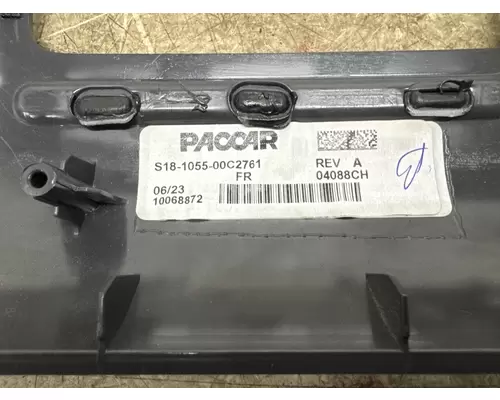 PACCAR
S18-1055-00C2761
REV A
FR
04088CH
06/23
10068872